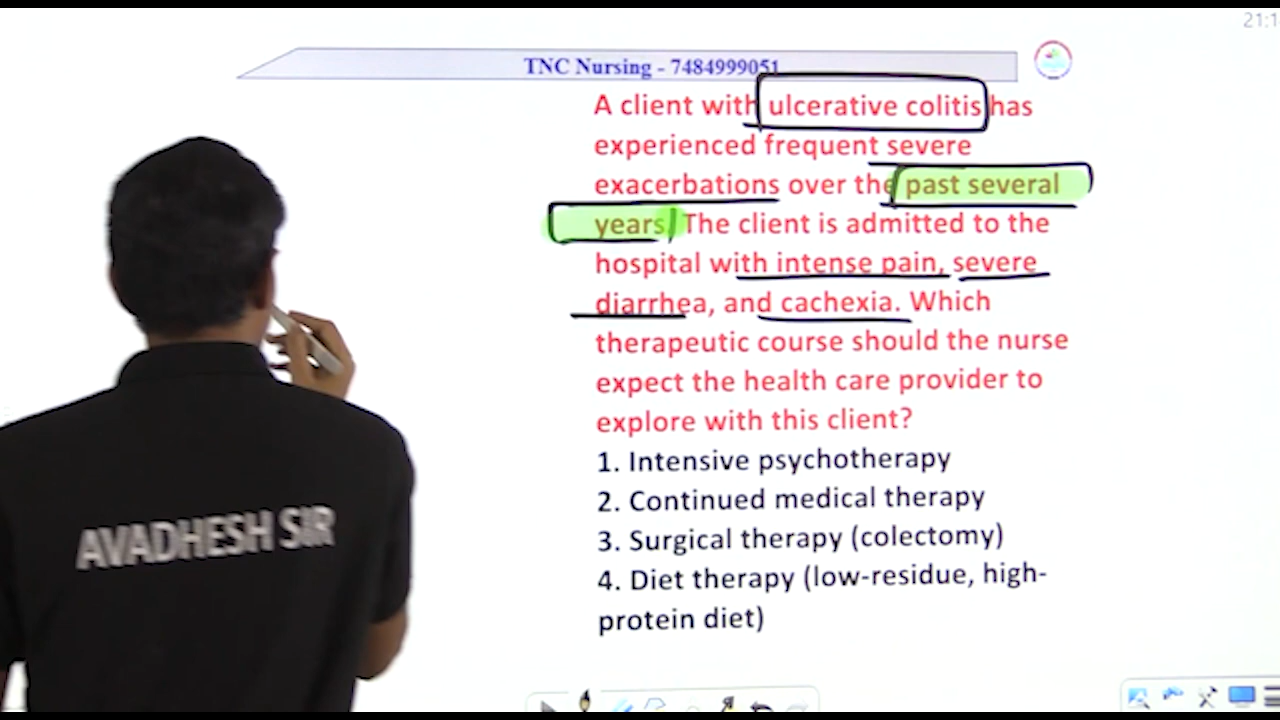 21:1
TNC Nursing - 7484999051
A client with ulcerative colitis has
experienced frequent severe
exacerbations over the past several
years. The client is admitted to the
hospital with intense pain, severe
diarrhea, and cachexia. Which
therapeutic course should the nurse
expect the health care provider to
explore with this client?
1. Intensive psychotherapy
2. Continued medical therapy
3. Surgical therapy (colectomy)
4. Diet therapy (low-residue, high-
protein diet)
AVADHESH SIR